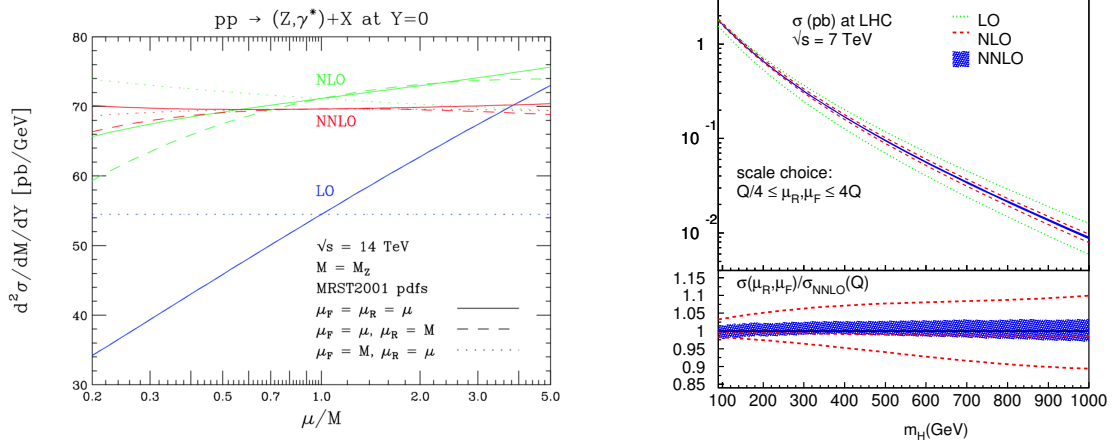 pp → (Z,γ*)+X at Y=0
d²σ/dM/dY [pb/GeV]
80
70
60
50
40
30
NLO
NNLO
LO
√s = 14 TeV
M = M_Z
MRST2001 pdfs
μ_F = μ_R = μ
μ_F = μ, μ_R = M
μ_F = M, μ_R = μ
0.2 0.3 0.5 0.7 1.0 2.0 3.0 5.0
μ/M
σ (pb) at LHC
√s = 7 TeV
LO
NLO
NNLO
1
10⁻¹
10⁻²
scale choice:
Q/4 ≤ μ_R,μ_F ≤ 4Q
σ(μ_R,μ_F)/σ_NNLO(Q)
1.15
1.1
1.05
1
0.95
0.9
0.85
100 200 300 400 500 600 700 800 900 1000
m_H(GeV)